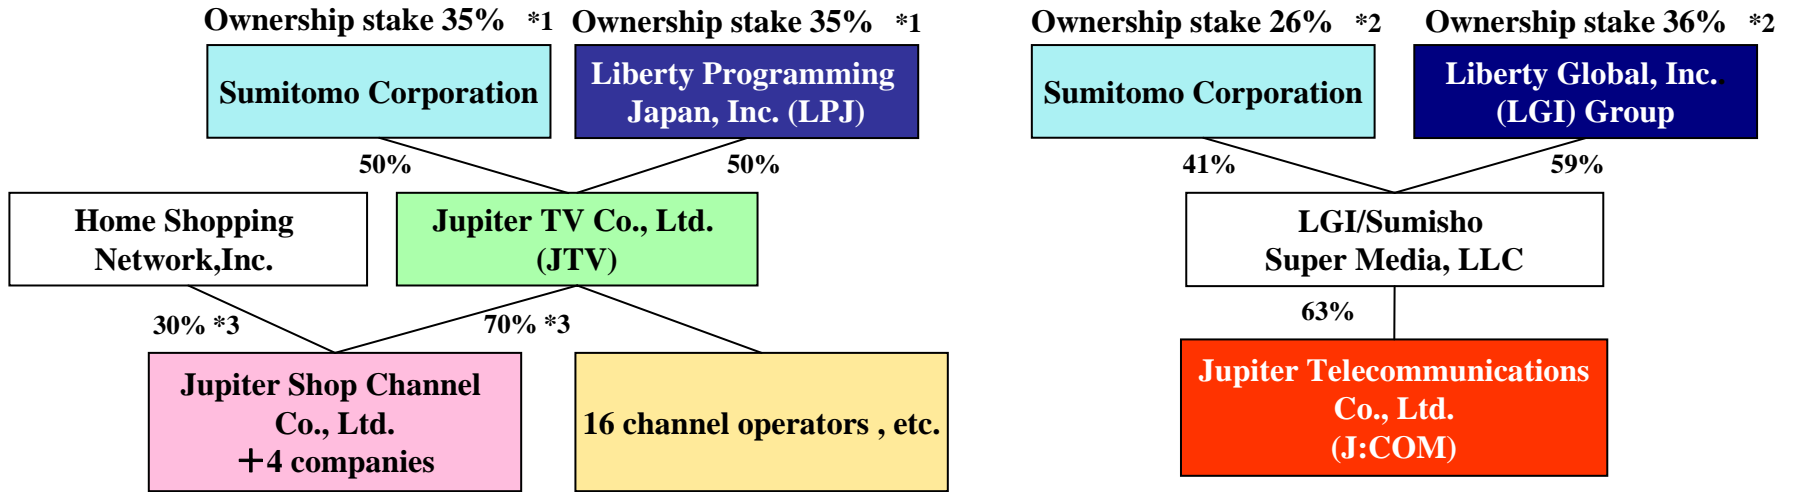 Ownership stake 35% *1
Ownership stake 35% *1
Ownership stake 26% *2
Ownership stake 36% *2
Sumitomo Corporation
Liberty Programming
Japan, Inc. (LPJ)
Sumitomo Corporation
Liberty Global, Inc.
(LGI) Group
50%
50%
41%
59%
Home Shopping
Network,Inc.
Jupiter TV Co., Ltd.
(JTV)
LGI/Sumisho
Super Media, LLC
30% *3
70% *3
63%
Jupiter Shop Channel
Co., Ltd.
＋4 companies
16 channel operators , etc.
Jupiter Telecommunications
Co., Ltd.
(J:COM)